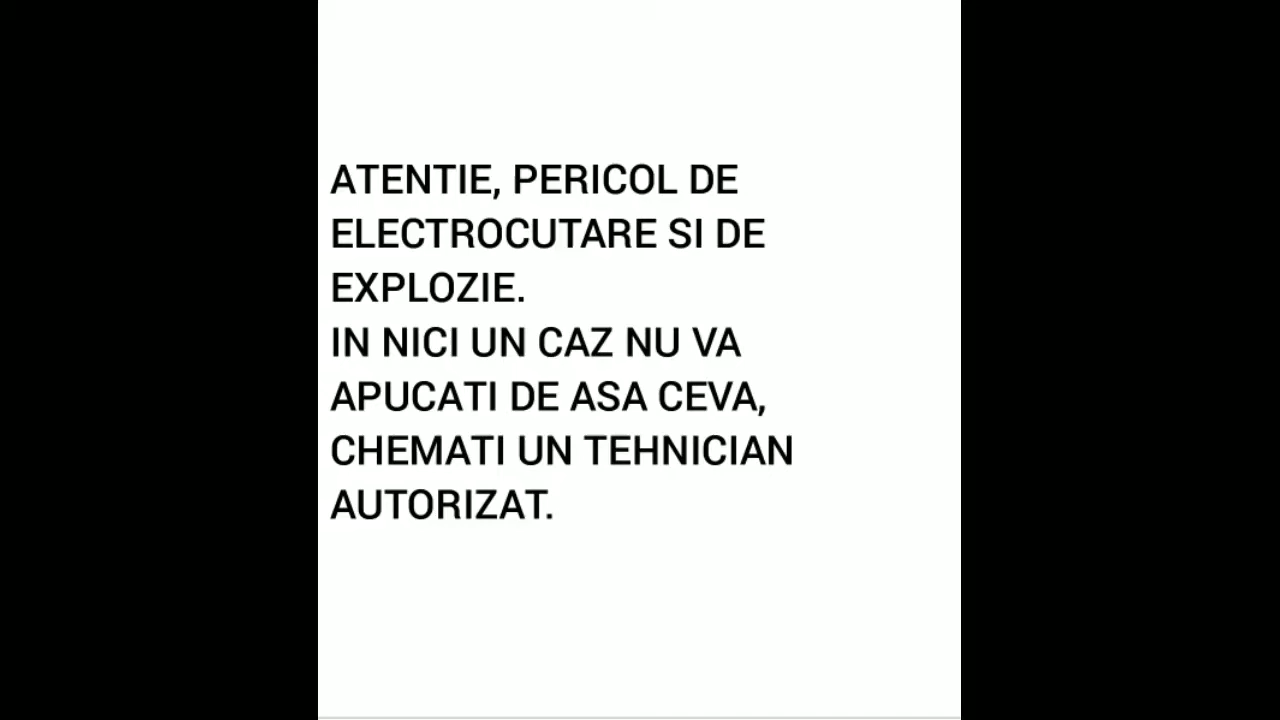 ATENTIE, PERICOL DE
ELECTROCUTARE SI DE
EXPLOZIE.
IN NICI UN CAZ NU VA
APUCATI DE ASA CEVA,
CHEMATI UN TEHNICIAN
AUTORIZAT.